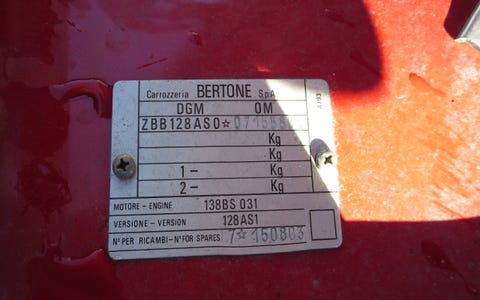 Carrozzeria BERTONE S.p.A.
DGM OM
ZBB128AS0☆
Kg
Kg
1 – Kg
2 – Kg
MOTORE – ENGINE 138BS 031
VERSIONE – VERSION 128AS1
N° PER RICAMBI – N° FOR SPARES 7☆150803